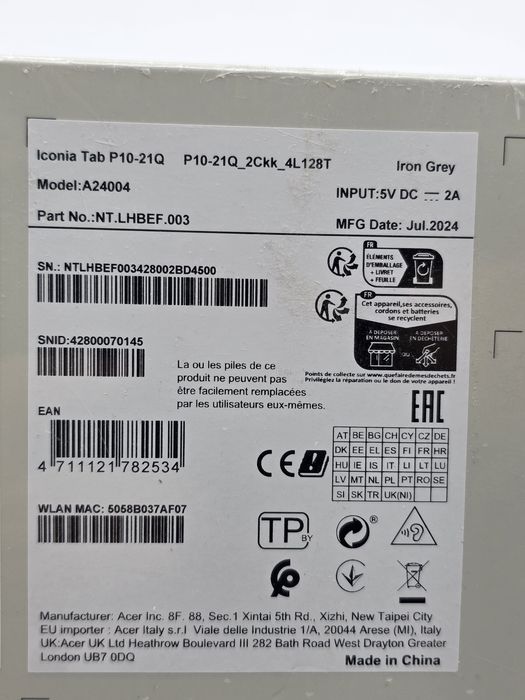 Iconia Tab P10-21Q P10-21Q_2Ckk_4L128T Iron Grey
Model:A24004
INPUT:5V DC 2A
Part No.:NT.LHBEF.003
MFG Date: Jul.2024
SN.: NTLHBEF003428002BD4500
FR
ÉLÉMENTS
D'EMBALLAGE
+ LIVRET
+ FEUILLE
FR
Cet appareil,ses accessoires,
cordons et batteries
se recyclent
À DÉPOSER
EN MAGASIN
OU
À DÉPOSER
EN DÉCHÈTERIE
Points de collecte sur www.quefairedemesdechets.fr
Privilégiez la réparation ou le don de votre appareil !
SNID:42800070145
La ou les piles de ce
produit ne peuvent pas
être facilement remplacées
par les utilisateurs eux-mêmes.
EAN
4 711121 782534
EAC
CE
AT BE BG CH CY CZ DE
DK EE EL ES FI FR HR
HU IE IS IT LI LT LU
LV MT NL PL PT RO SE
SI SK TR UK(NI)
WLAN MAC: 5058B037AF07
TP BY
®
Manufacturer: Acer Inc. 8F. 88, Sec.1 Xintai 5th Rd., Xizhi, New Taipei City
EU importer : Acer Italy s.r.l Viale delle Industrie 1/A, 20044 Arese (MI), Italy
UK:Acer UK Ltd Heathrow Boulevard III 282 Bath Road West Drayton Greater
London UB7 0DQ
Made in China